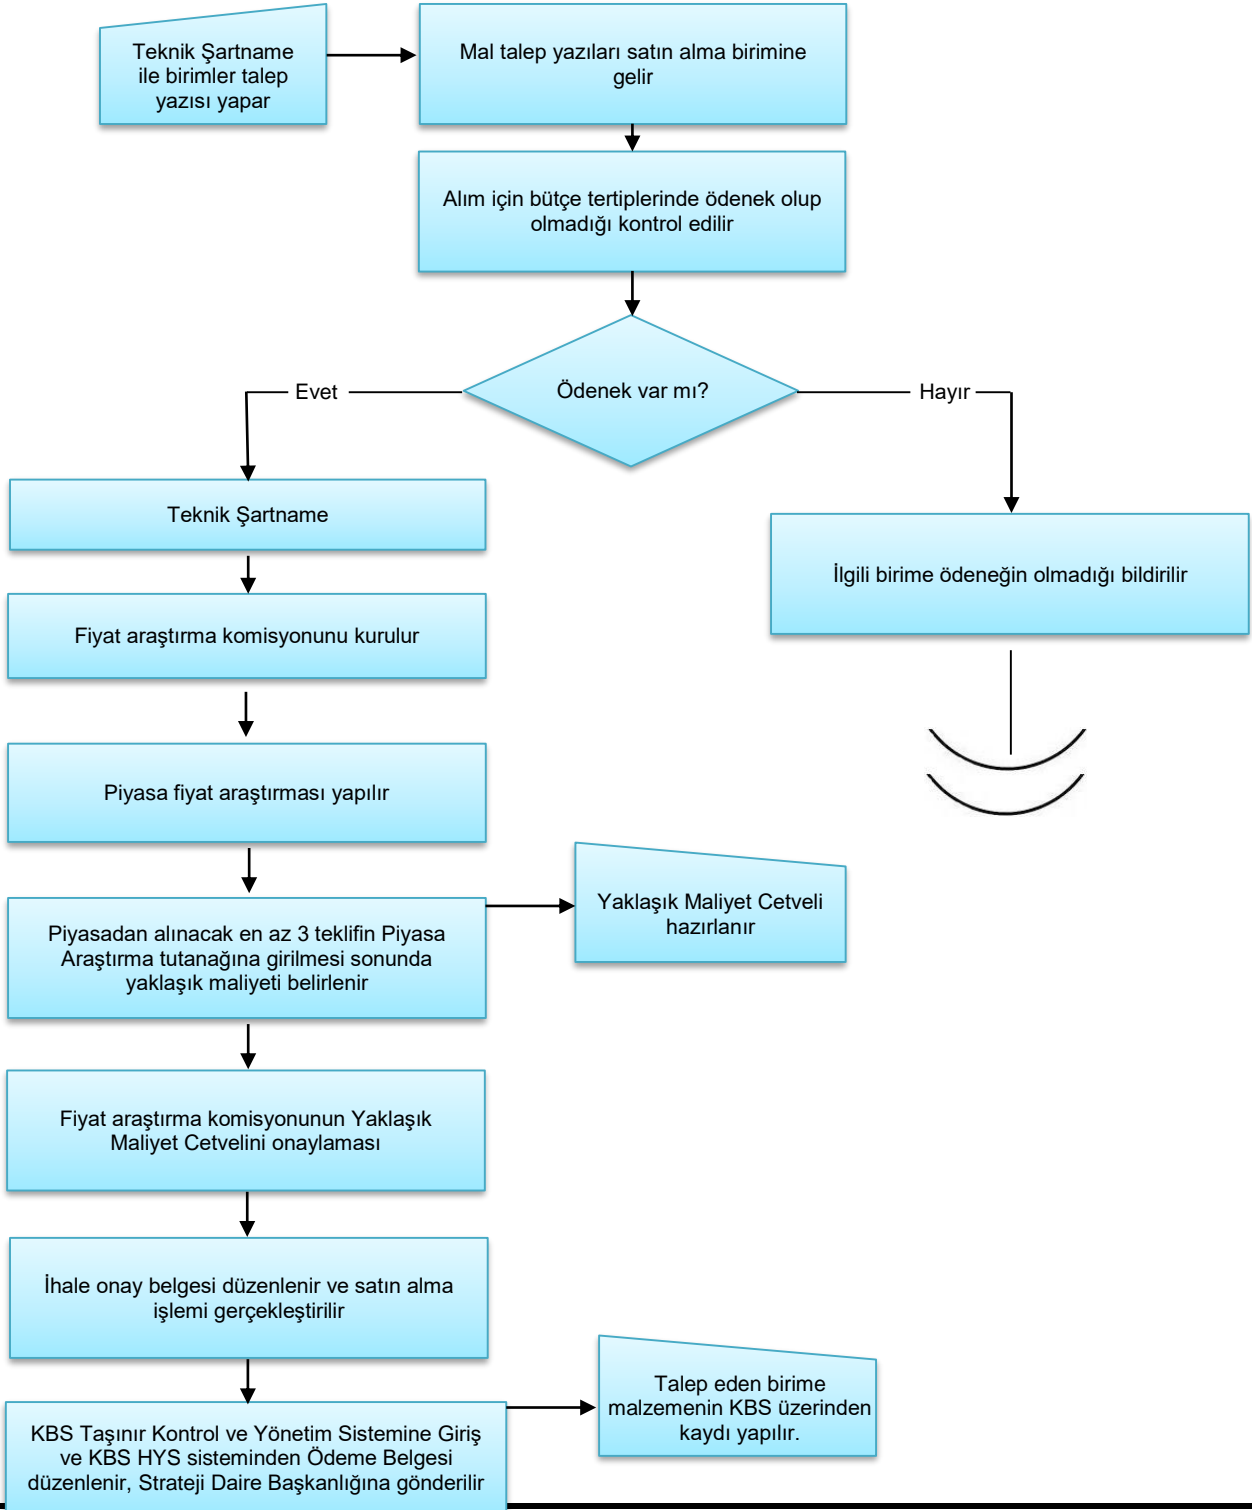 Teknik Şartname
ile birimler talep
yazısı yapar
Mal talep yazıları satın alma birimine
gelir
Alım için bütçe tertiplerinde ödenek olup
olmadığı kontrol edilir
Ödenek var mı?
Evet
Hayır
Teknik Şartname
İlgili birime ödeneğin olmadığı bildirilir
Fiyat araştırma komisyonunu kurulur
Piyasa fiyat araştırması yapılır
Piyasadan alınacak en az 3 teklifin Piyasa
Araştırma tutanağına girilmesi sonunda
yaklaşık maliyeti belirlenir
Yaklaşık Maliyet Cetveli
hazırlanır
Fiyat araştırma komisyonunun Yaklaşık
Maliyet Cetvelini onaylaması
İhale onay belgesi düzenlenir ve satın alma
işlemi gerçekleştirilir
KBS Taşınır Kontrol ve Yönetim Sistemine Giriş
ve KBS HYS sisteminden Ödeme Belgesi
düzenlenir, Strateji Daire Başkanlığına gönderilir
Talep eden birime
malzemenin KBS üzerinden
kaydı yapılır.